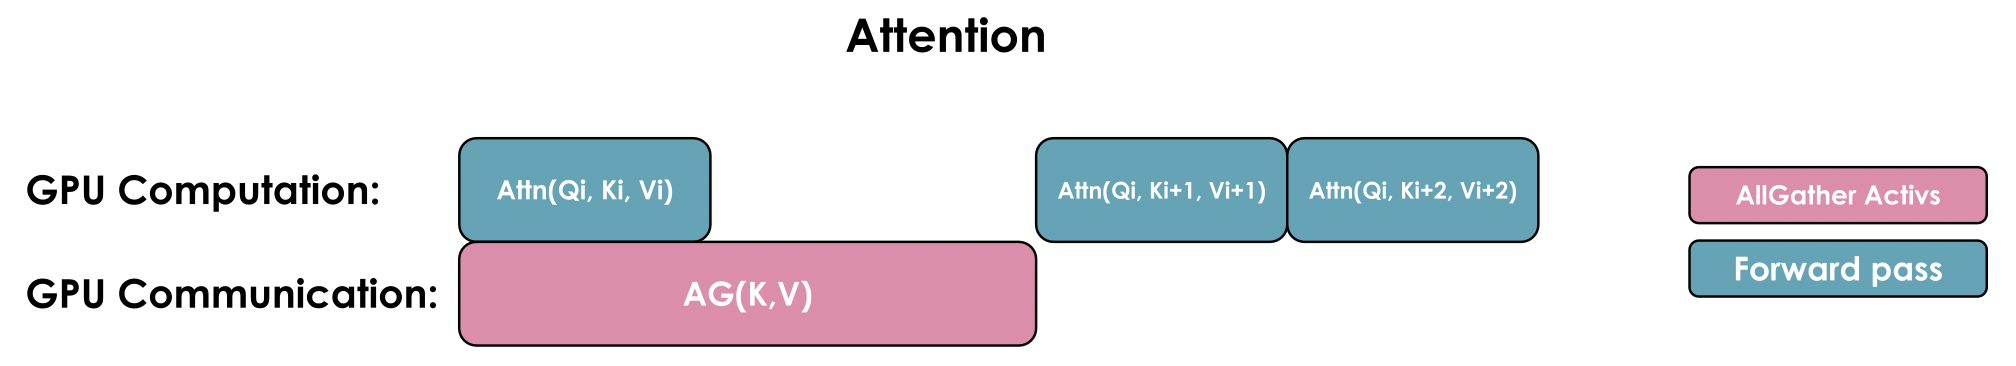 Attention
GPU Computation:
Attn(Qi, Ki, Vi)
Attn(Qi, Ki+1, Vi+1)
Attn(Qi, Ki+2, Vi+2)
GPU Communication:
AG(K,V)
AllGather Activs
Forward pass